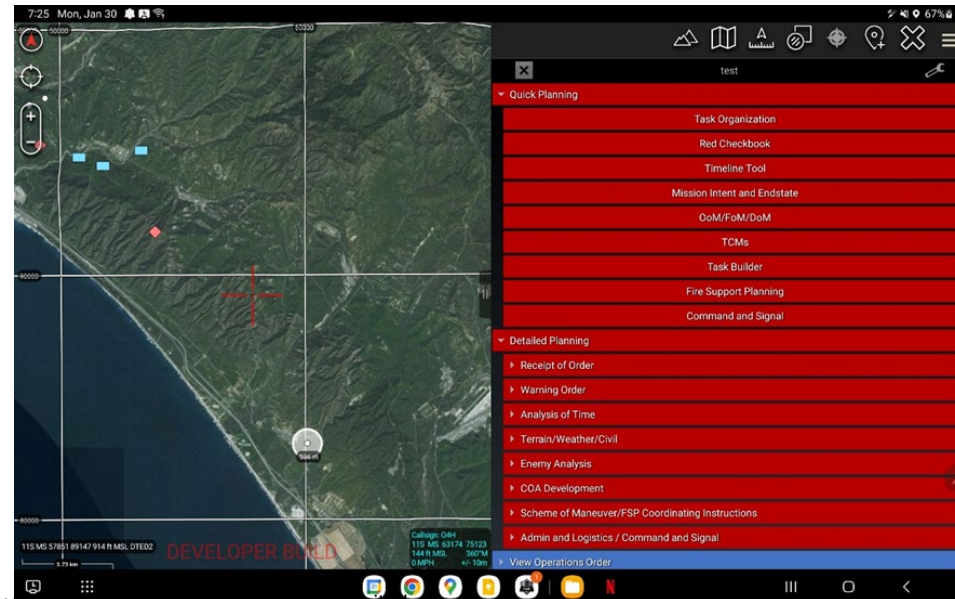 7:25 Mon, Jan 30
67%
50000
60000
test
Quick Planning
Task Organization
Red Checkbook
Timeline Tool
Mission Intent and Endstate
OoM/FoM/DoM
TCMs
Task Builder
Fire Support Planning
Command and Signal
Detailed Planning
Receipt of Order
Warning Order
Analysis of Time
Terrain/Weather/Civil
Enemy Analysis
COA Development
Scheme of Maneuver/FSP Coordinating Instructions
Admin and Logistics / Command and Signal
View Operations Order
90000
80000
11S MS 57851 89147 914 ft MSL DTED2
3.73 km
DEVELOPER BUILD
Callsign: O4H
11S MS 63174 75123
144 ft MSL 360°M
0 MPH +/- 10m
A
N
1